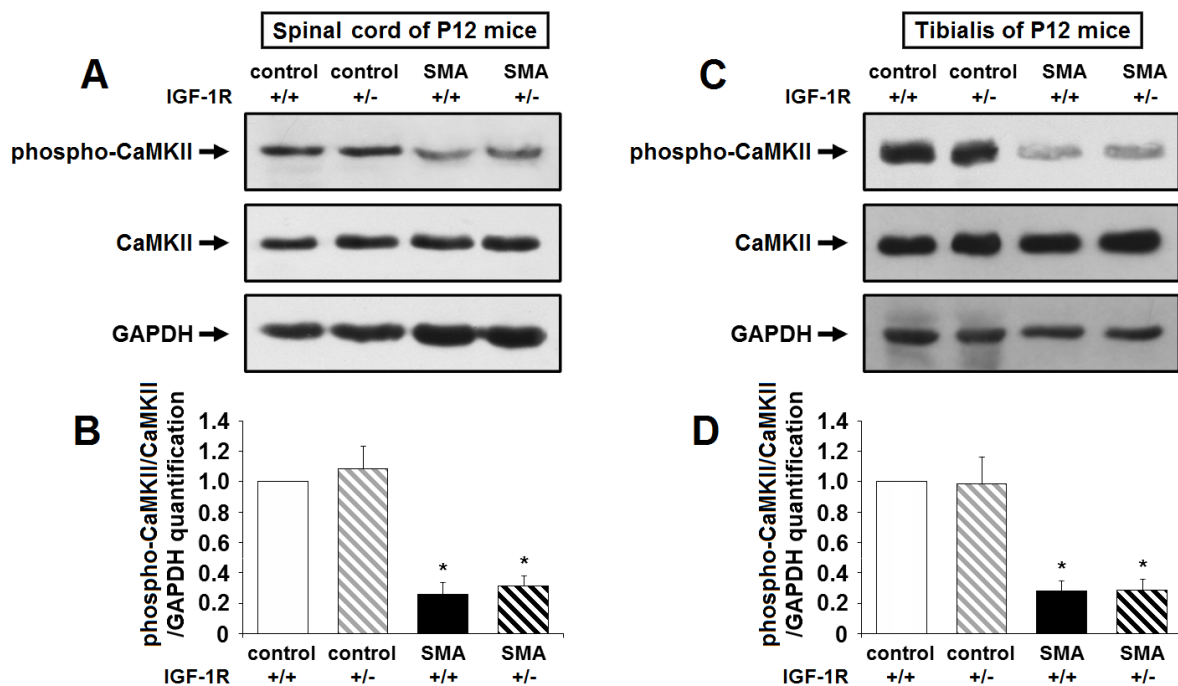 Spinal cord of P12 mice
A
control control SMA SMA
IGF-1R +/+ +/- +/+ +/-
phospho-CaMKII
CaMKII
GAPDH
B
phospho-CaMKII/CaMKII
/GAPDH quantification
1.4
1.2
1.0
0.8
0.6
0.4
0.2
0
* *
control control SMA SMA
IGF-1R +/+ +/- +/+ +/-
Tibialis of P12 mice
C
control control SMA SMA
IGF-1R +/+ +/- +/+ +/-
phospho-CaMKII
CaMKII
GAPDH
D
phospho-CaMKII/CaMKII
/GAPDH quantification
1.4
1.2
1.0
0.8
0.6
0.4
0.2
0
* *
control control SMA SMA
IGF-1R +/+ +/- +/+ +/-